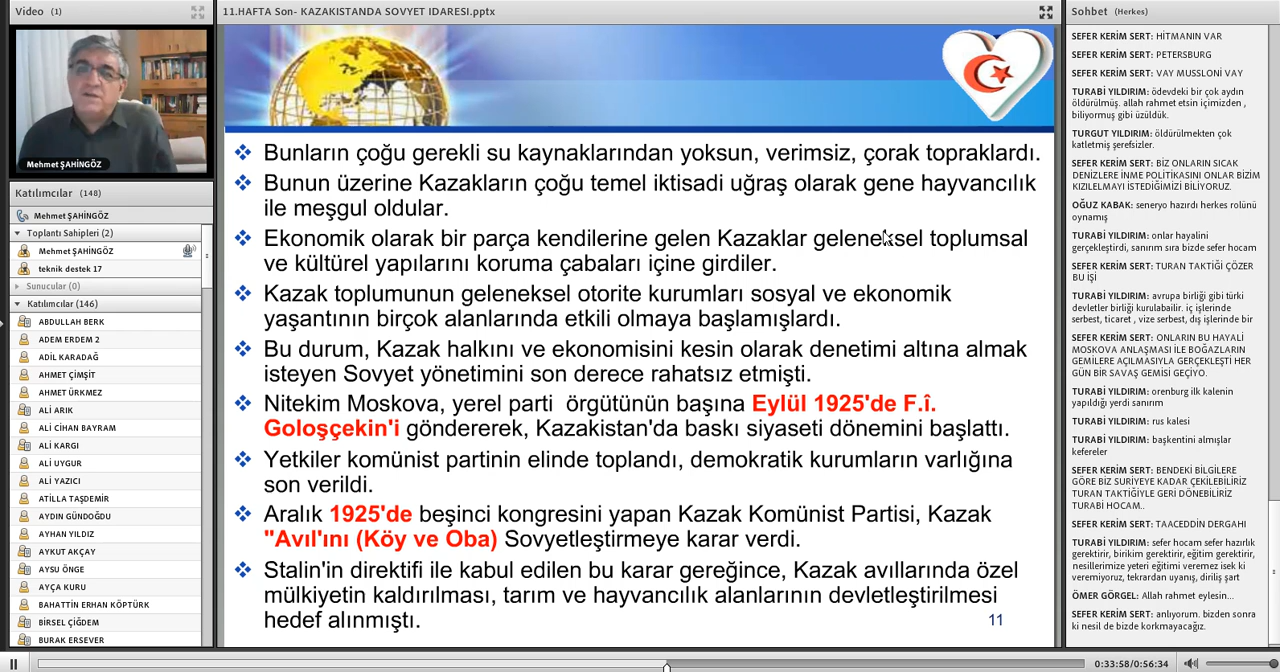 Video (1)
Mehmet ŞAHİNGÖZ
Katılımcılar (148)
Mehmet ŞAHİNGÖZ
Toplantı Sahipleri (2)
Mehmet ŞAHİNGÖZ
teknik destek 17
Sunucular (0)
Katılımcılar (146)
ABDULLAH BERK
ADEM ERDEM 2
ADİL KARADAĞ
AHMET ÇİMŞİT
AHMET ÜRKMEZ
ALİ ARIK
ALİ CİHAN BAYRAM
ALİ KARGI
ALİ UYGUR
ALİ YAZICI
ATİLLA TAŞDEMİR
AYDIN GÜNDOĞDU
AYHAN YILDIZ
AYKUT AKÇAY
AYSU ÖNGE
AYÇA KURU
BAHATTİN ERHAN KÖPTÜRK
BİRSEL ÇİĞDEM
BURAK ERSEVER
11.HAFTA Son- KAZAKISTANDA SOVYET IDARESI.pptx
Bunların çoğu gerekli su kaynaklarından yoksun, verimsiz, çorak topraklardı.
Bunun üzerine Kazakların çoğu temel iktisadi uğraş olarak gene hayvancılık
ile meşgul oldular.
Ekonomik olarak bir parça kendilerine gelen Kazaklar geleneksel toplumsal
ve kültürel yapılarını koruma çabaları içine girdiler.
Kazak toplumunun geleneksel otorite kurumları sosyal ve ekonomik
yaşantının birçok alanlarında etkili olmaya başlamışlardı.
Bu durum, Kazak halkını ve ekonomisini kesin olarak denetimi altına almak
isteyen Sovyet yönetimini son derece rahatsız etmişti.
Nitekim Moskova, yerel parti örgütünün başına Eylül 1925'de F.î.
Goloşçekin'i göndererek, Kazakistan'da baskı siyaseti dönemini başlattı.
Yetkiler komünist partinin elinde toplandı, demokratik kurumların varlığına
son verildi.
Aralık 1925'de beşinci kongresini yapan Kazak Komünist Partisi, Kazak
"Avıl'ını (Köy ve Oba) Sovyetleştirmeye karar verdi.
Stalin'in direktifi ile kabul edilen bu karar gereğince, Kazak avıllarında özel
mülkiyetin kaldırılması, tarım ve hayvancılık alanlarının devletleştirilmesi
hedef alınmıştı.
11
Sohbet (Herkes)
SEFER KERİM SERT: HİTMANIN VAR
SEFER KERİM SERT: PETERSBURG
SEFER KERİM SERT: VAY MUSSLONİ VAY
TURABİ YILDIRIM: ödevdeki bir çok aydın
öldürülmüş. allah rahmet etsin içimizden ,
biliyormuş gibi üzüldük.
TURGUT YILDIRIM: öldürülmekten çok
katletmiş şerefsizler.
SEFER KERİM SERT: BİZ ONLARIN SICAK
DENİZLERE İNME POLİTİKASINI ONLAR BİZİM
KIZILELMAYI İSTEDİĞİMİZİ BİLİYORUZ.
OĞUZ KABAK: seneryo hazırdı herkes rolünü
oynamış
TURABİ YILDIRIM: onlar hayalini
gerçekleştirdi, sanırım sıra bizde sefer hocam
SEFER KERİM SERT: TURAN TAKTİĞİ ÇÖZER
BU İŞİ
TURABİ YILDIRIM: avrupa birliği gibi türki
devletler birliği kurulabilir. iç işlerinde
serbest, ticaret , vize serbest, dış işlerinde bir
SEFER KERİM SERT: ONLARIN BU HAYALİ
MOSKOVA ANLAŞMASI İLE BOĞAZLARIN
GEMİLERE AÇILMASIYLA GERÇEKLEŞTİ HER
GÜN BİR SAVAŞ GEMİSİ GEÇİYO.
TURABİ YILDIRIM: orenburg ilk kalenin
yapıldığı yerdi sanırım
TURABİ YILDIRIM: rus kalesi
TURABİ YILDIRIM: başkentini almışlar
kefereler
SEFER KERİM SERT: BENDEKİ BİLGİLERE
GÖRE BİZ SURİYEYE KADAR ÇEKİLEBİLİRİZ
TURAN TAKTİĞİYLE GERİ DÖNEBİLİRİZ
TURABİ HOCAM..
SEFER KERİM SERT: TAACEDDİN DERGAHI
TURABİ YILDIRIM: sefer hocam sefer hazırlık
gerektirir, birikim gerektirir, eğitim gerektirir,
nesillerimize yeteri eğitimi veremez isek ki
veremiyoruz, tekrardan uyanış, diriliş şart
ÖMER GÖRGEL: Allah rahmet eylesin...
SEFER KERİM SERT: anlıyorum. bizden sonra
ki nesil de bizde korkmayacağız.
0:33:58/0:56:34